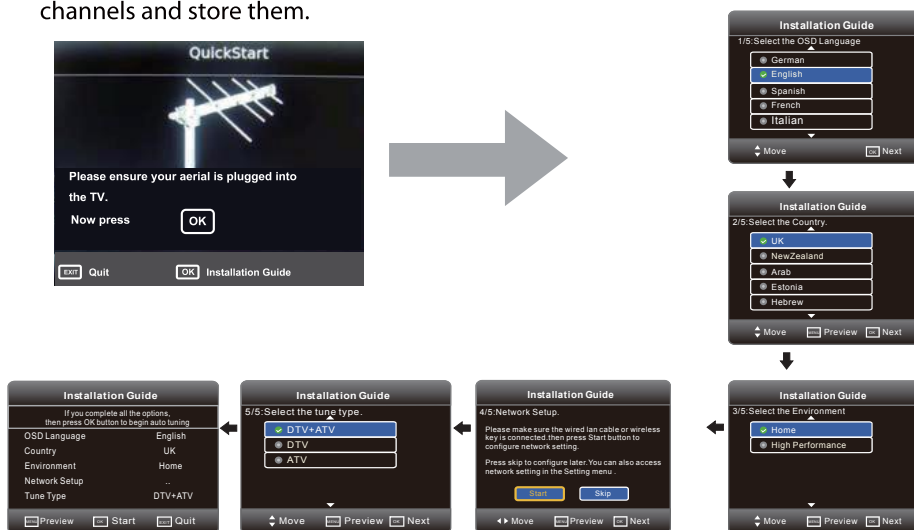 channels and store them.
QuickStart
Please ensure your aerial is plugged into
the TV.
Now press OK
EXIT Quit OK Installation Guide
Installation Guide
1/5:Select the OSD Language
German
English
Spanish
French
Italian
Move OK Next
Installation Guide
2/5:Select the Country.
UK
NewZealand
Arab
Estonia
Hebrew
Move MENU Preview OK Next
Installation Guide
3/5:Select the Environment
Home
High Performance
Move MENU Preview OK Next
Installation Guide
4/5:Network Setup.
Please make sure the wired lan cable or wireless
key is connected.then press Start button to
configure network setting.
Press skip to configure later.You can also access
network setting in the Setting menu .
Start Skip
Move MENU Preview OK Next
Installation Guide
5/5:Select the tune type.
DTV+ATV
DTV
ATV
Move MENU Preview OK Next
Installation Guide
If you complete all the options,
then press OK button to begin auto tuning
OSD Language English
Country UK
Environment Home
Network Setup ..
Tune Type DTV+ATV
MENU Preview OK Start EXIT Quit